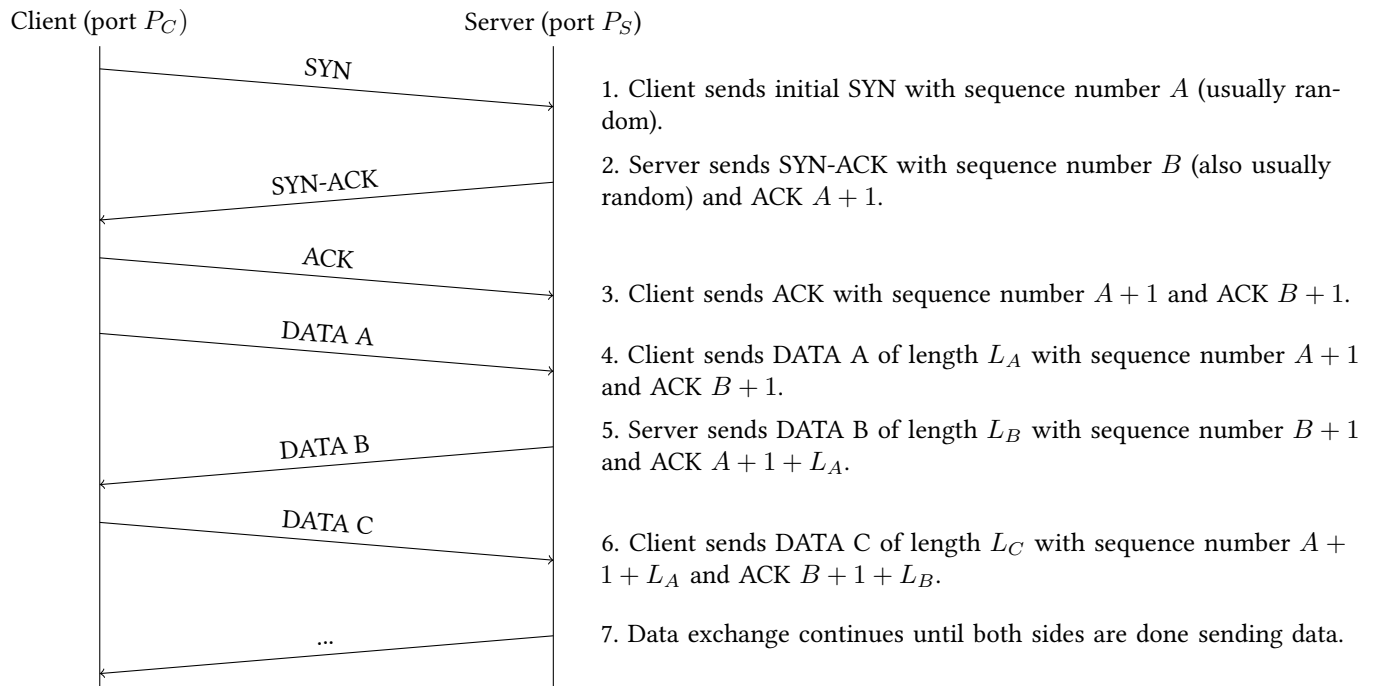 Client (port P_C)
Server (port P_S)
SYN
1. Client sends initial SYN with sequence number A (usually ran-
dom).
SYN-ACK
2. Server sends SYN-ACK with sequence number B (also usually
random) and ACK A + 1.
ACK
3. Client sends ACK with sequence number A + 1 and ACK B + 1.
DATA A
4. Client sends DATA A of length L_A with sequence number A + 1
and ACK B + 1.
DATA B
5. Server sends DATA B of length L_B with sequence number B + 1
and ACK A + 1 + L_A.
DATA C
6. Client sends DATA C of length L_C with sequence number A +
1 + L_A and ACK B + 1 + L_B.
...
7. Data exchange continues until both sides are done sending data.